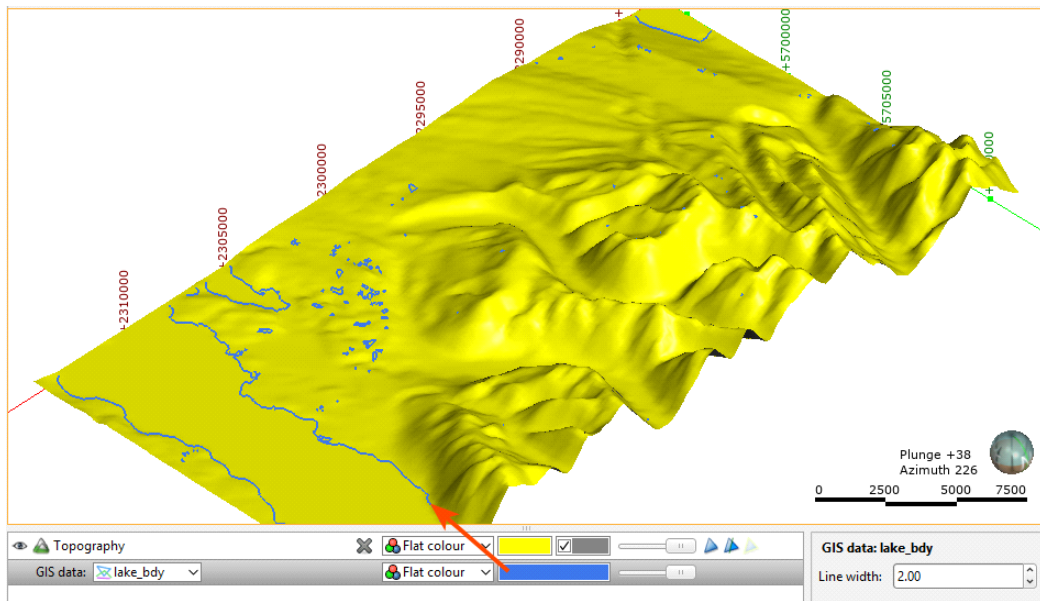 +5700000
+2290000
5705000
+2295000
+2300000
+2305000
+2310000
Plunge +38
Azimuth 226
0 2500 5000 7500
Topography Flat colour
GIS data: lake_bdy Flat colour
GIS data: lake_bdy
Line width: 2.00